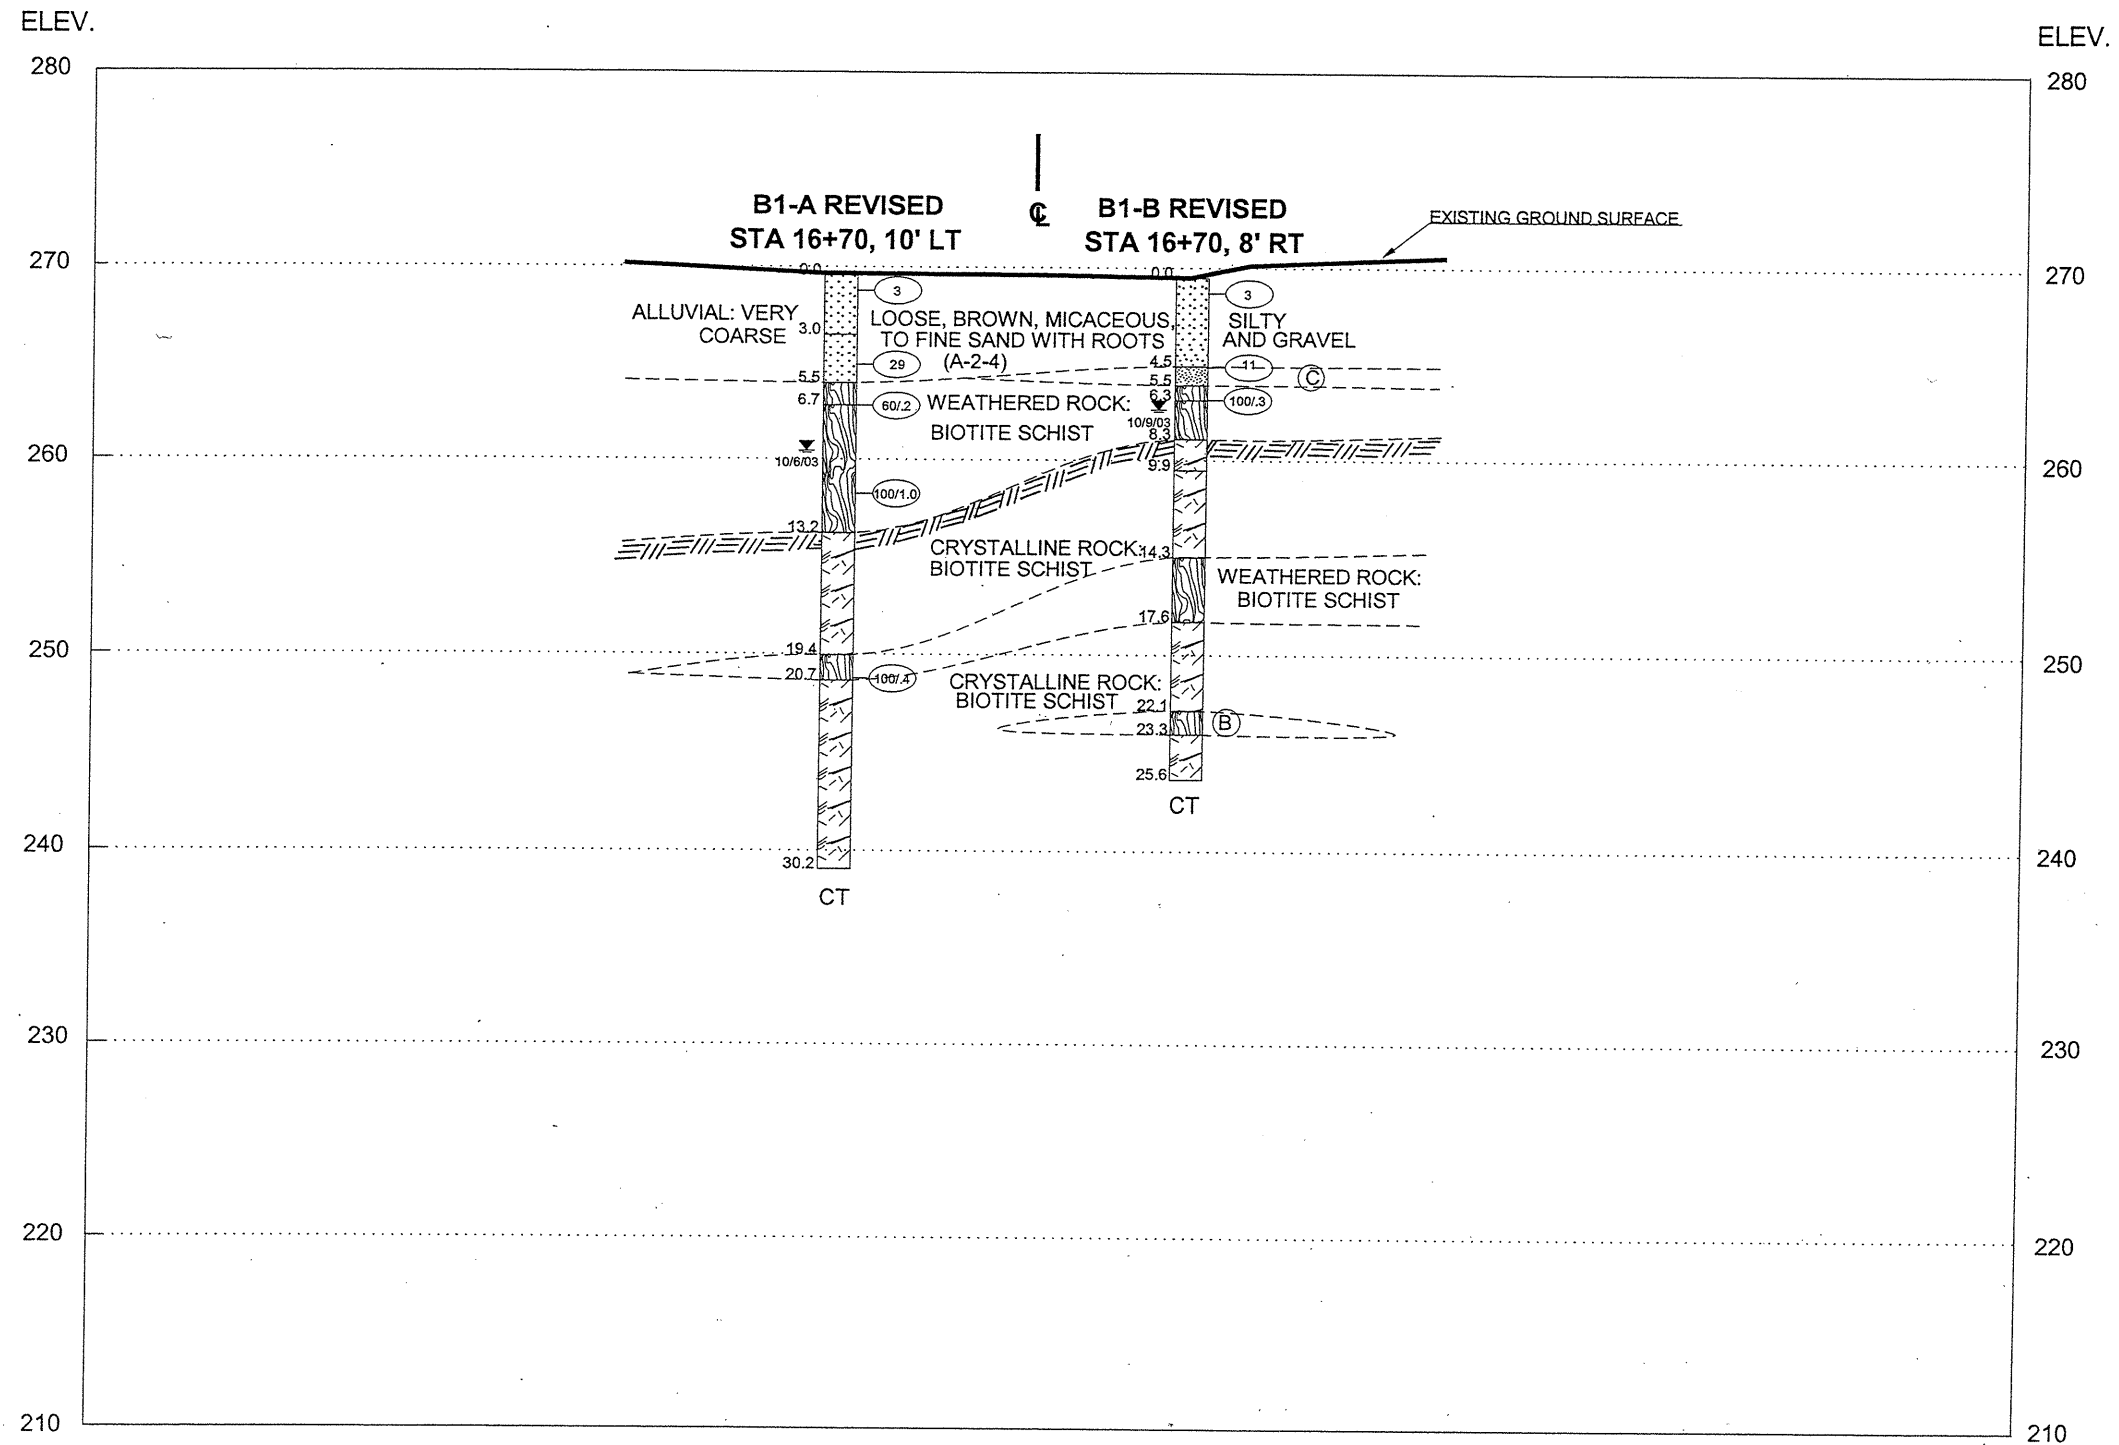 ELEV.
ELEV.
280
280
B1-A REVISED
STA 16+70, 10' LT
℄
B1-B REVISED
STA 16+70, 8' RT
EXISTING GROUND SURFACE
270
270
0.0
0.0
3
3
ALLUVIAL: VERY LOOSE, BROWN, MICACEOUS, SILTY
COARSE TO FINE SAND WITH ROOTS AND GRAVEL
3.0
(A-2-4)
29
4.5
11
5.5
5.5
C
6.7
60/.2
WEATHERED ROCK:
BIOTITE SCHIST
6.3
100/.3
10/9/03
8.3
260
260
10/6/03
9.9
100/1.0
13.2
CRYSTALLINE ROCK:
BIOTITE SCHIST
14.3
WEATHERED ROCK:
BIOTITE SCHIST
17.6
250
250
19.4
20.7
100/.4
CRYSTALLINE ROCK:
BIOTITE SCHIST
22.1
B
23.3
25.6
CT
240
240
30.2
CT
230
230
220
220
210
210